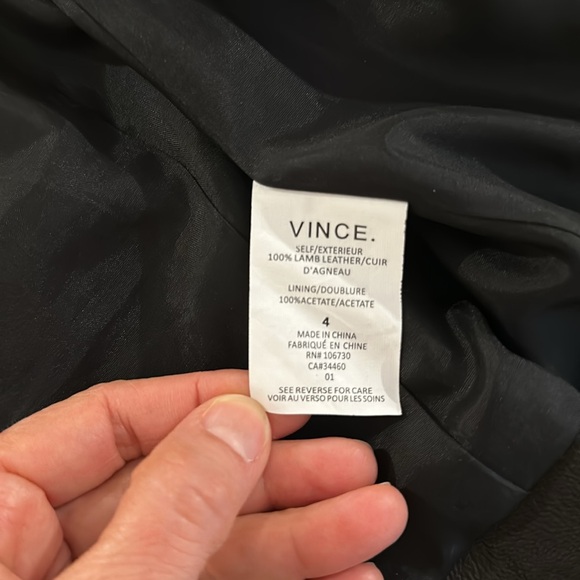 VINCE.
SELF/EXTERIEUR
100% LAMB LEATHER/CUIR
D'AGNEAU
LINING/DOUBLURE
100%ACETATE/ACETATE
4
MADE IN CHINA
FABRIQUÉ EN CHINE
RN# 106730
CA#34460
01
SEE REVERSE FOR CARE
VOIR AU VERSO POUR LES SOINS